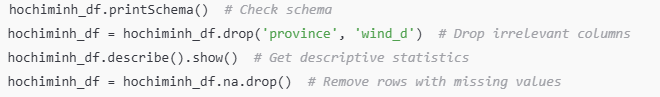 hochiminh_df.printSchema()  # Check schema
hochiminh_df = hochiminh_df.drop('province', 'wind_d')  # Drop irrelevant columns
hochiminh_df.describe().show()  # Get descriptive statistics
hochiminh_df = hochiminh_df.na.drop()  # Remove rows with missing values